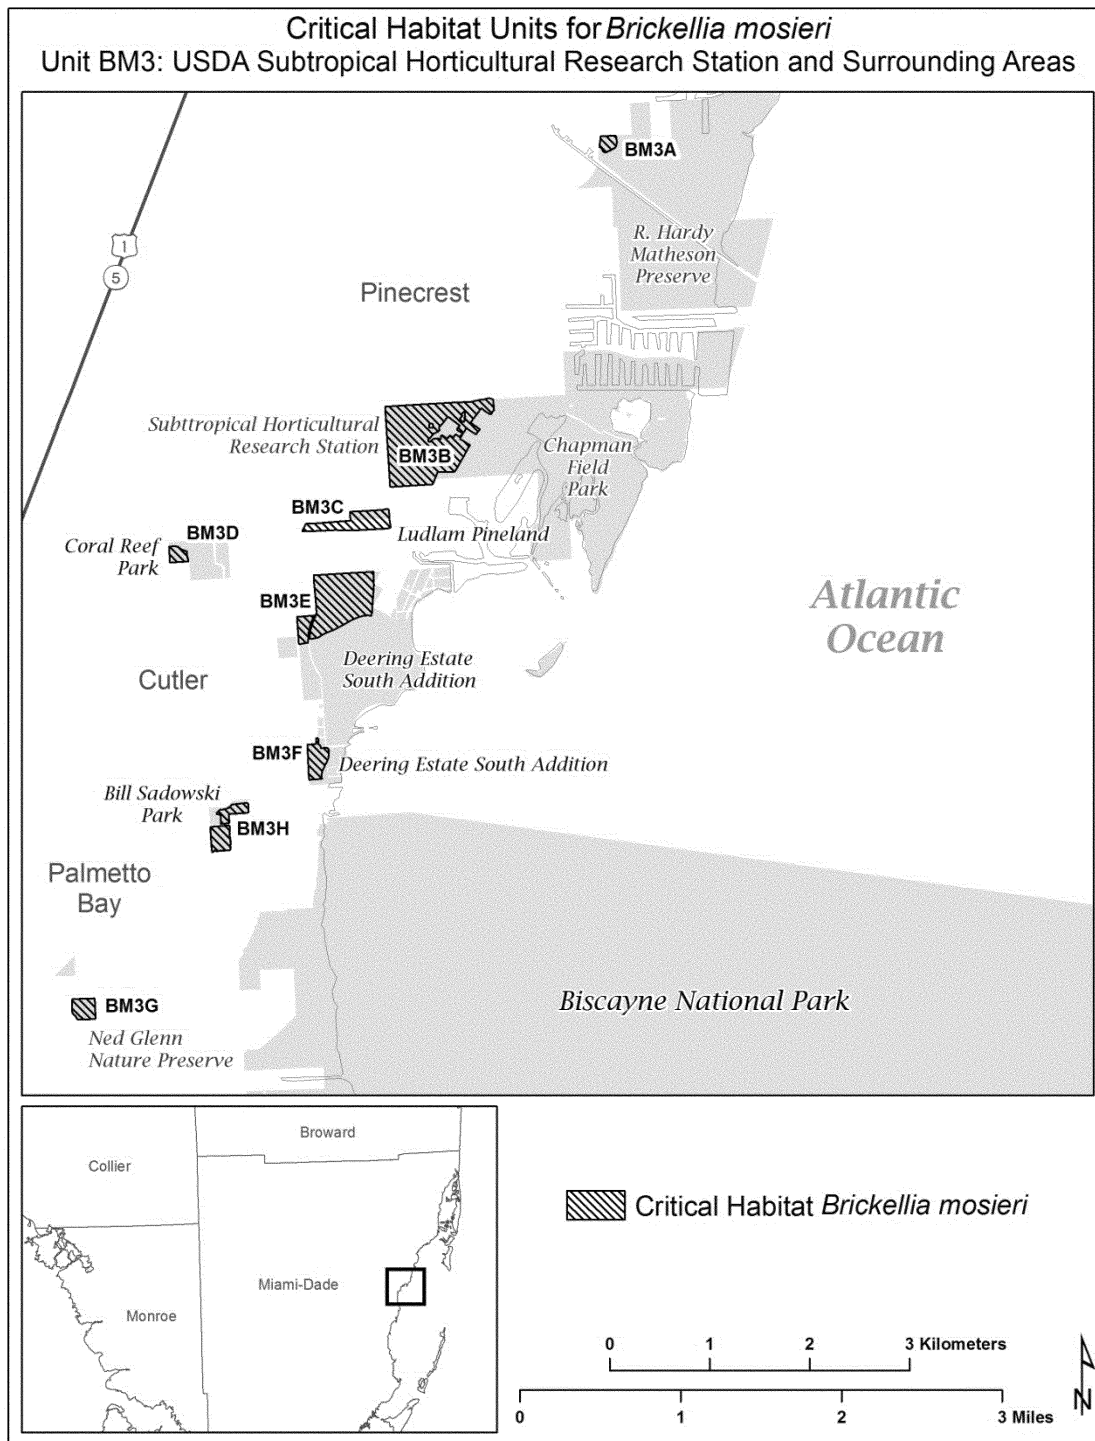 Critical Habitat Units for Brickellia mosieri
Unit BM3: USDA Subtropical Horticultural Research Station and Surrounding Areas
BM3A
R. Hardy
Matheson
Preserve
1
5
Pinecrest
Subttropical Horticultural
Research Station
BM3B
Chapman
Field
Park
BM3C
Ludlam Pineland
BM3D
Coral Reef
Park
BM3E
Atlantic
Ocean
Deering Estate
South Addition
Cutler
BM3F
Deering Estate South Addition
Bill Sadowski
Park
BM3H
Palmetto
Bay
BM3G
Ned Glenn
Nature Preserve
Biscayne National Park
Broward
Collier
Miami-Dade
Monroe
Critical Habitat Brickellia mosieri
0 1 2 3 Kilometers
0 1 2 3 Miles
N